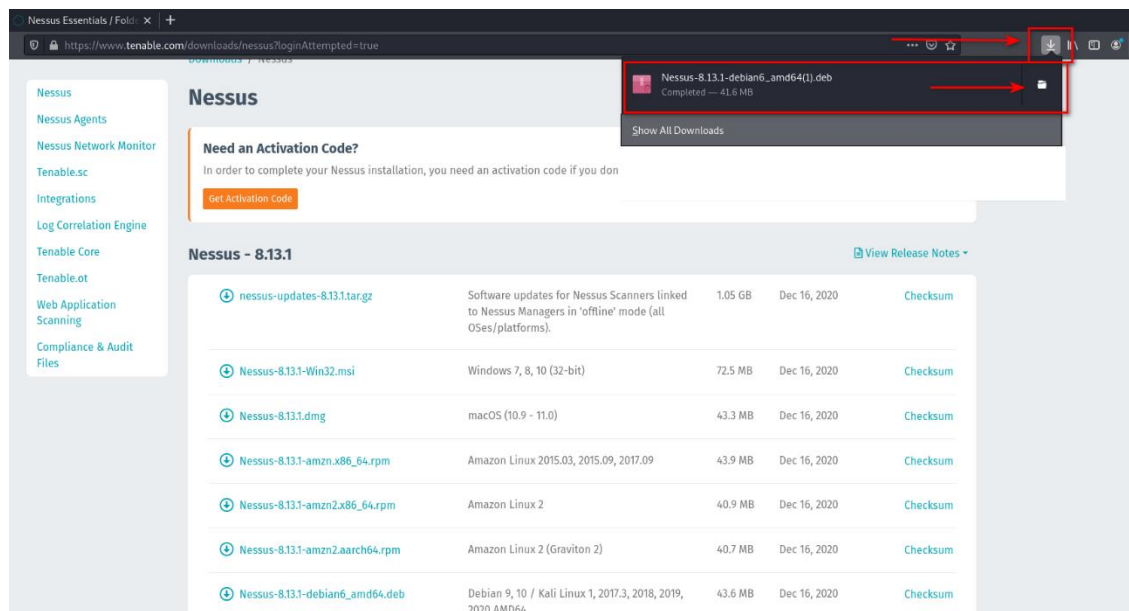 Nessus Essentials / Folde
https://www.tenable.com/downloads/nessus?loginAttempted=true
Nessus-8.13.1-debian6_amd64(1).deb
Completed — 41.6 MB
Show All Downloads
Downloads / Nessus
Nessus
Nessus Agents
Nessus Network Monitor
Tenable.sc
Integrations
Log Correlation Engine
Tenable Core
Tenable.ot
Web Application
Scanning
Compliance & Audit
Files
Nessus
Need an Activation Code?
In order to complete your Nessus installation, you need an activation code if you don
Get Activation Code
Nessus - 8.13.1
View Release Notes
nessus-updates-8.13.1.tar.gz
Software updates for Nessus Scanners linked
to Nessus Managers in 'offline' mode (all
OSes/platforms).
1.05 GB
Dec 16, 2020
Checksum
Nessus-8.13.1-Win32.msi
Windows 7, 8, 10 (32-bit)
72.5 MB
Dec 16, 2020
Checksum
Nessus-8.13.1.dmg
macOS (10.9 - 11.0)
43.3 MB
Dec 16, 2020
Checksum
Nessus-8.13.1-amzn.x86_64.rpm
Amazon Linux 2015.03, 2015.09, 2017.09
43.9 MB
Dec 16, 2020
Checksum
Nessus-8.13.1-amzn2.x86_64.rpm
Amazon Linux 2
40.9 MB
Dec 16, 2020
Checksum
Nessus-8.13.1-amzn2.aarch64.rpm
Amazon Linux 2 (Graviton 2)
40.7 MB
Dec 16, 2020
Checksum
Nessus-8.13.1-debian6_amd64.deb
Debian 9, 10 / Kali Linux 1, 2017.3, 2018, 2019,
2020 AMD64
43.6 MB
Dec 16, 2020
Checksum